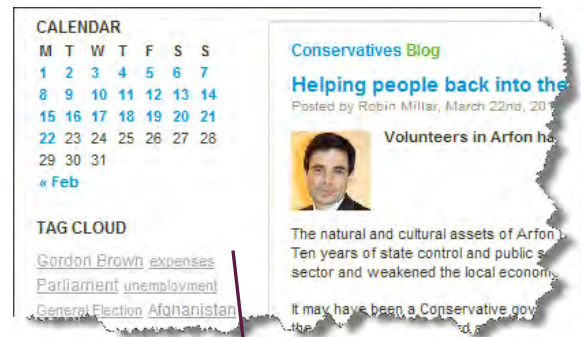 CALENDAR
M T W T F S S
1 2 3 4 5 6 7
8 9 10 11 12 13 14
15 16 17 18 19 20 21
22 23 24 25 26 27 28
29 30 31
« Feb
TAG CLOUD
Gordon Brown expenses
Parliament unemployment
General Election Afghanistan
Conservatives Blog
Helping people back into the
Posted by Robin Millar, March 22nd, 20
Volunteers in Arfon ha
The natural and cultural assets of Arfon
Ten years of state control and public s
sector and weakened the local econom
It may have been a Conservative gov